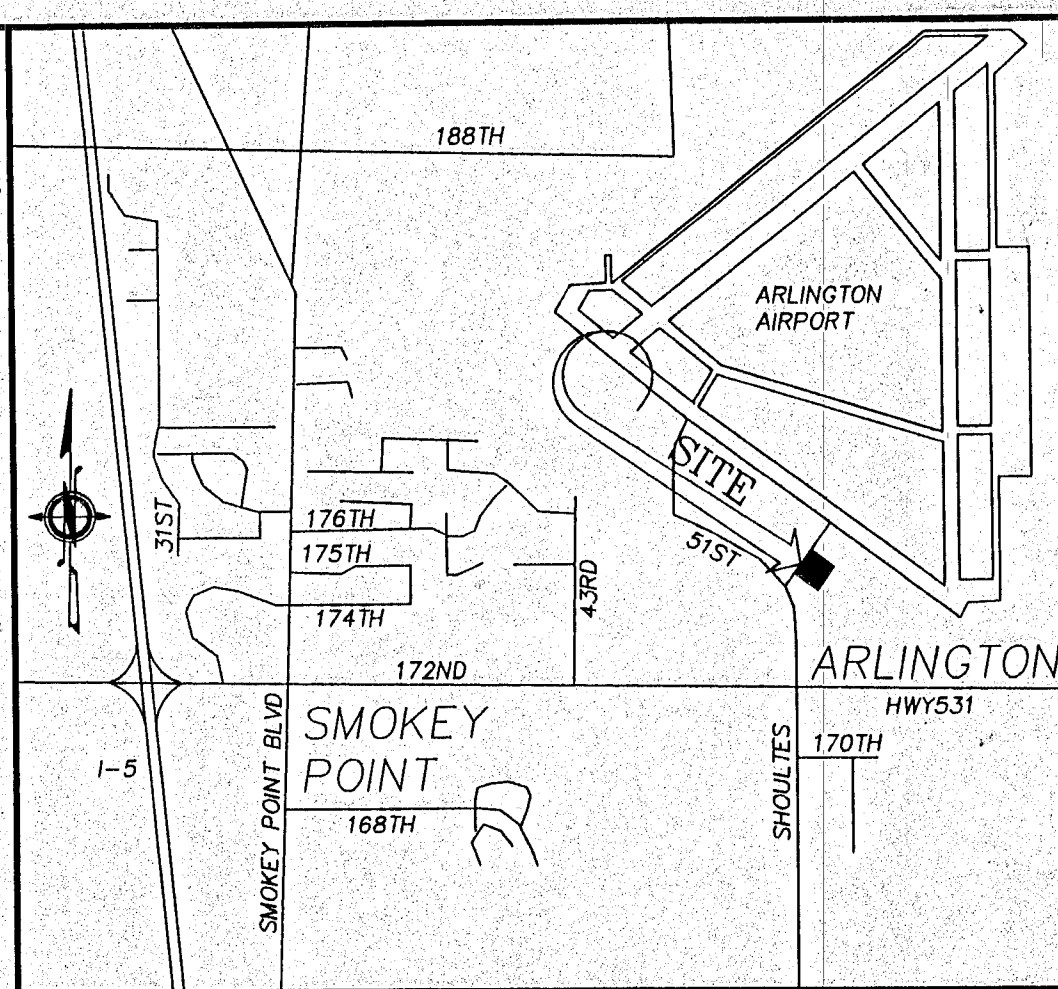 188TH
ARLINGTON
AIRPORT
SITE
31ST
176TH
175TH
174TH
51ST
43RD
172ND
ARLINGTON
HWY531
SMOKEY
POINT
I-5
SMOKEY POINT BLVD
168TH
SHOULTES
170TH